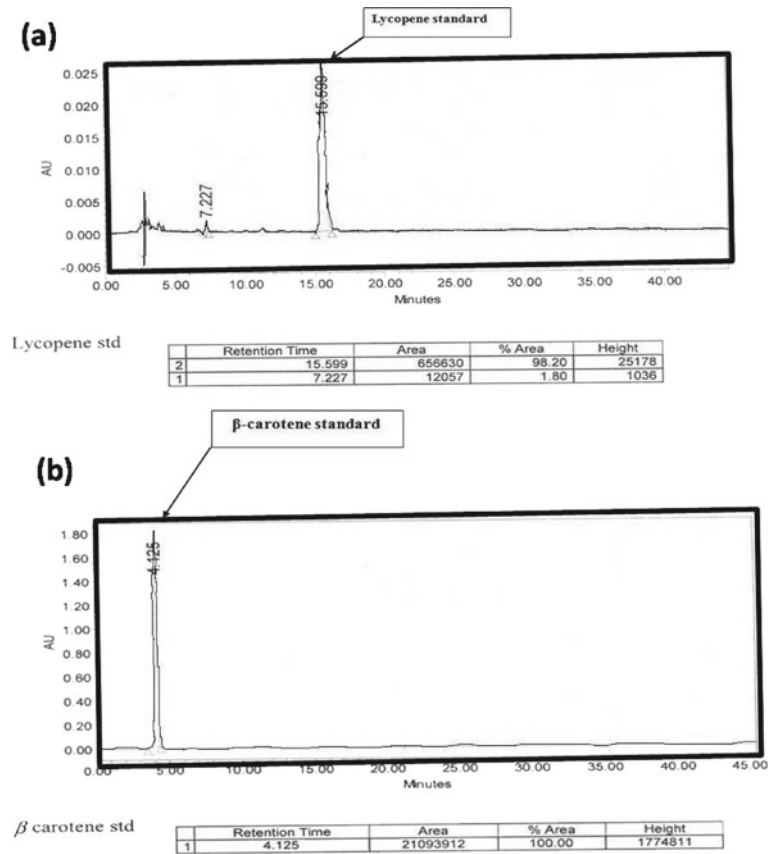 (a)
Lycopene standard
0.025
0.020
0.015
0.010
0.005
0.000
-0.005
AU
7.227
15.599
0.00 5.00 10.00 15.00 20.00 25.00 30.00 35.00 40.00
Minutes
Lycopene std
Retention Time Area % Area Height
2 15.599 656630 98.20 25178
1 7.227 12057 1.80 1036
β-carotene standard
(b)
1.80
1.60
1.40
1.20
1.00
0.80
0.60
0.40
0.20
0.00
AU
4.125
0.00 5.00 10.00 15.00 20.00 25.00 30.00 35.00 40.00 45.00
Minutes
β carotene std
Retention Time Area % Area Height
1 4.125 21093912 100.00 1774811